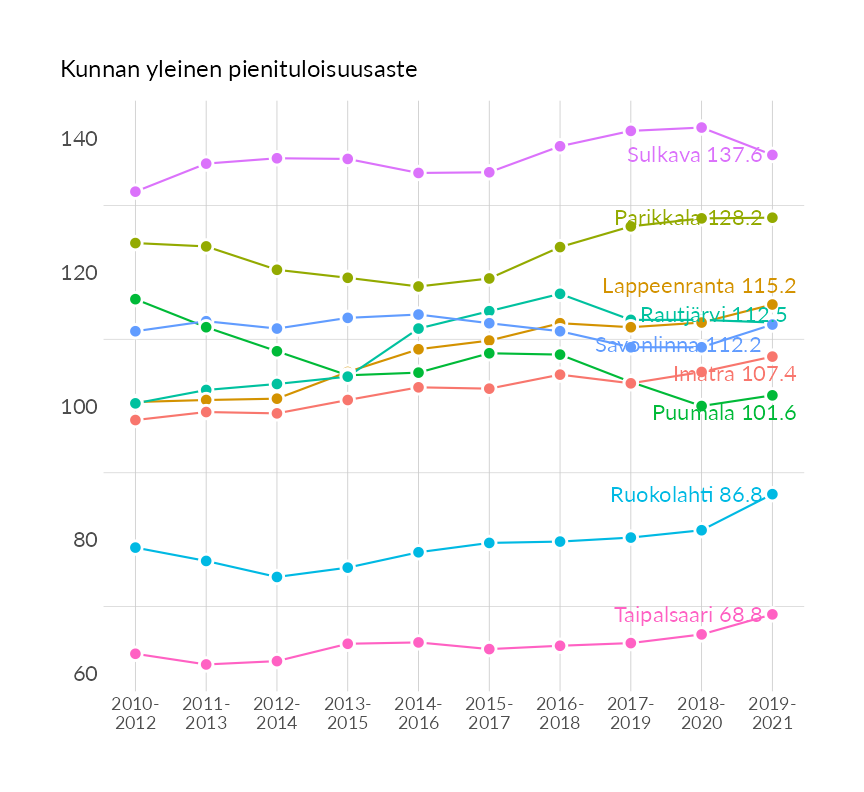 Kunnan yleinen pienituloisuusaste
140
Sulkava 137.6
Parikkala 128.2
120
Lappeenranta 115.2
Rautjärvi 112.5
Savonlinna 112.2
Imatra 107.4
100
Puumala 101.6
Ruokolahti 86.8
80
Taipalsaari 68.8
60
2010- 2011- 2012- 2013- 2014- 2015- 2016- 2017- 2018- 2019-
2012 2013 2014 2015 2016 2017 2018 2019 2020 2021